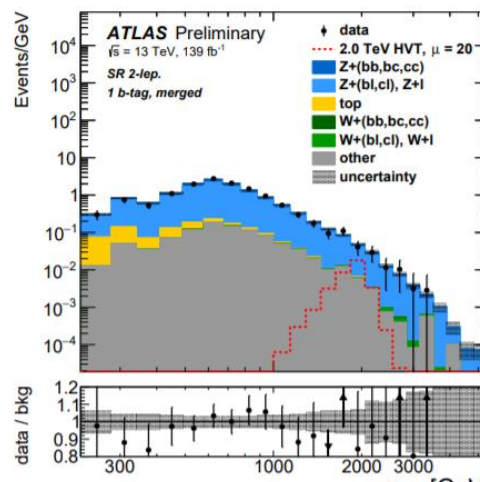 Events/GeV
10⁴
10³
10²
10
1
10⁻¹
10⁻²
10⁻³
10⁻⁴
ATLAS Preliminary
√s = 13 TeV, 139 fb⁻¹
SR 2-lep.
1 b-tag, merged
data
2.0 TeV HVT, μ = 20
Z+(bb,bc,cc)
Z+(bl,cl), Z+l
top
W+(bb,bc,cc)
W+(bl,cl), W+l
other
uncertainty
data / bkg
1.2
1.1
1
0.9
0.8
300
1000
2000
3000